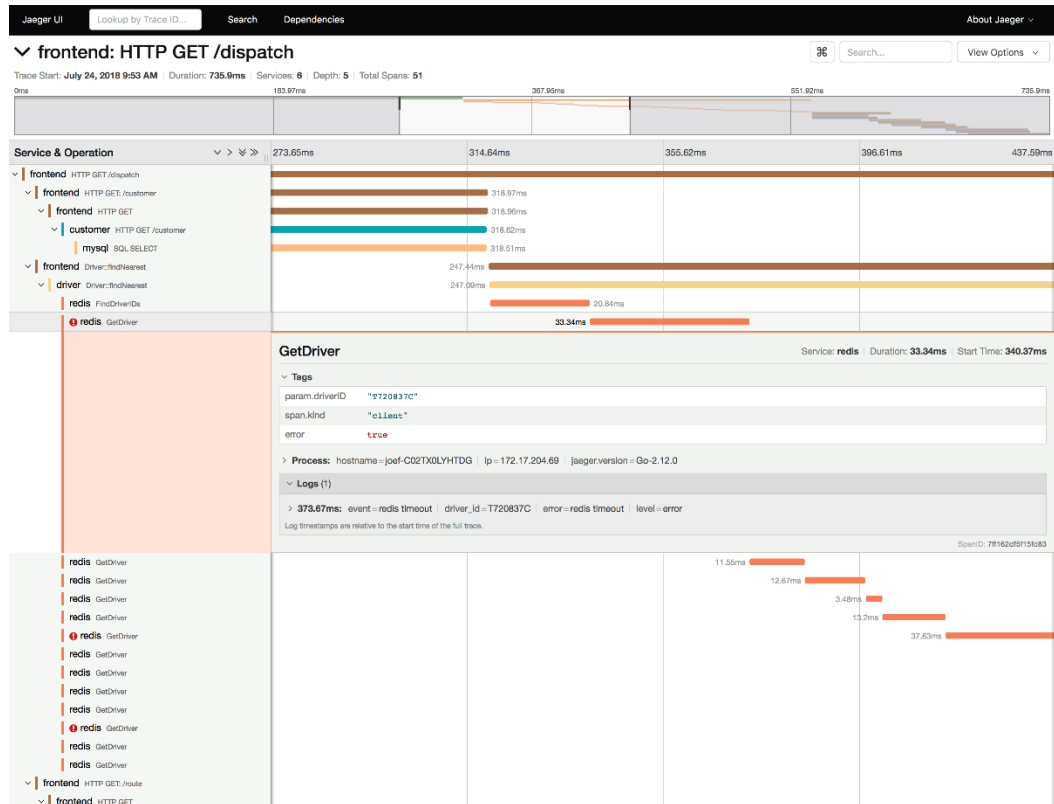 Jaeger UI Lookup by Trace ID... Search Dependencies About Jaeger
frontend: HTTP GET /dispatch ⌘ Search... View Options
Trace Start: July 24, 2018 9:53 AM | Duration: 735.9ms | Services: 6 | Depth: 5 | Total Spans: 51
0ms 183.97ms 367.95ms 551.92ms 735.9ms
Service & Operation 273.65ms 314.64ms 355.62ms 396.61ms 437.59ms
frontend HTTP GET /dispatch
frontend HTTP GET: /customer 318.97ms
frontend HTTP GET 318.96ms
customer HTTP GET /customer 318.62ms
mysql SQL SELECT 318.51ms
frontend Driver::findNearest 247.44ms
driver Driver::findNearest 247.09ms
redis FindDriverIDs 20.84ms
redis GetDriver 33.34ms
GetDriver Service: redis | Duration: 33.34ms | Start Time: 340.37ms
Tags
param.driverID "T720837C"
span.kind "client"
error true
Process: hostname=joef-C02TX0LYHTDG | ip=172.17.204.69 | jaeger.version=Go-2.12.0
Logs (1)
373.67ms: event=redis timeout | driver_id=T720837C | error=redis timeout | level=error
Log timestamps are relative to the start time of the full trace.
SpanID: 7ff162df5f15fd83
redis GetDriver 11.55ms
redis GetDriver 12.67ms
redis GetDriver 3.48ms
redis GetDriver 13.2ms
redis GetDriver 37.63ms
redis GetDriver
redis GetDriver
redis GetDriver
redis GetDriver
redis GetDriver
redis GetDriver
redis GetDriver
frontend HTTP GET: /route
frontend HTTP GET